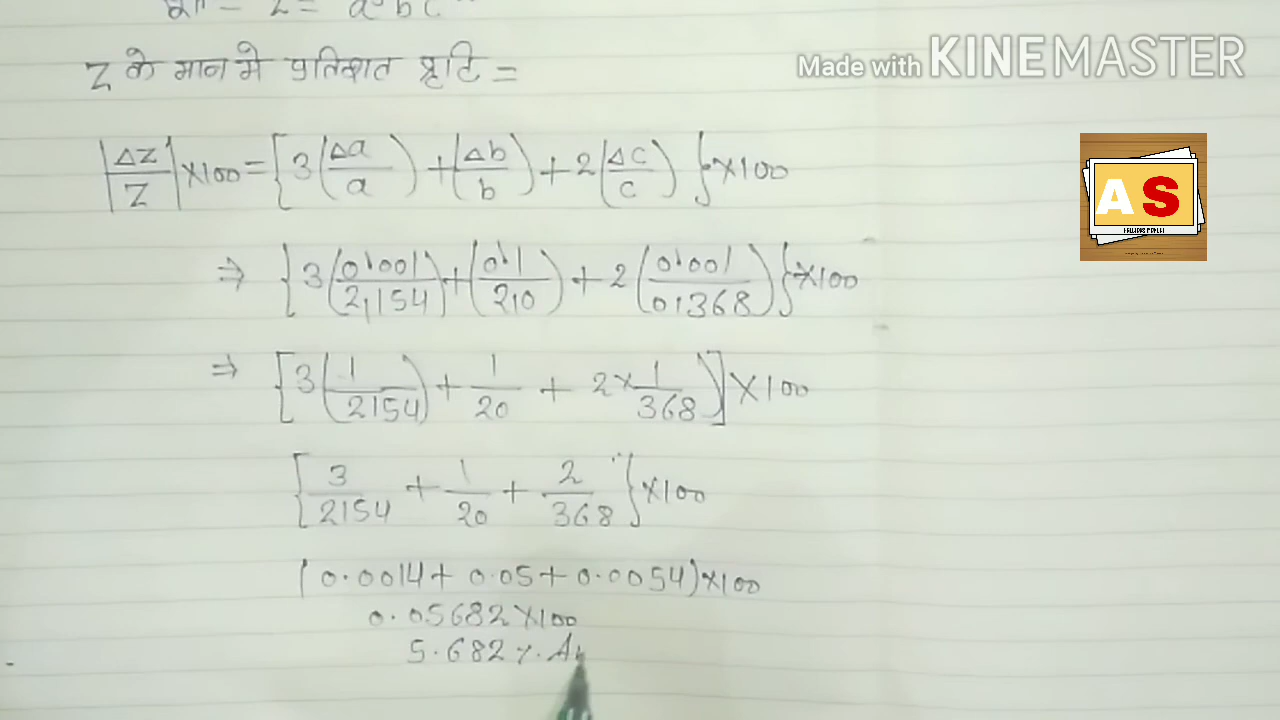 Z = a³bc²
Made with KINEMASTER
Z के मान मे प्रतिशत त्रुटि =
|ΔZ/Z| ×100 = [3(Δa/a) + (Δb/b) + 2(Δc/c)}×100
AS
⇒ {3(0.001/2.154) + (0.1/2.0) + 2(0.001/0.368)}×100
⇒ [3(1/2154) + 1/20 + 2×1/368)]×100
[3/2154 + 1/20 + 2/368}×100
(0.0014 + 0.05 + 0.0054)×100
0.05682×100
5.682%.